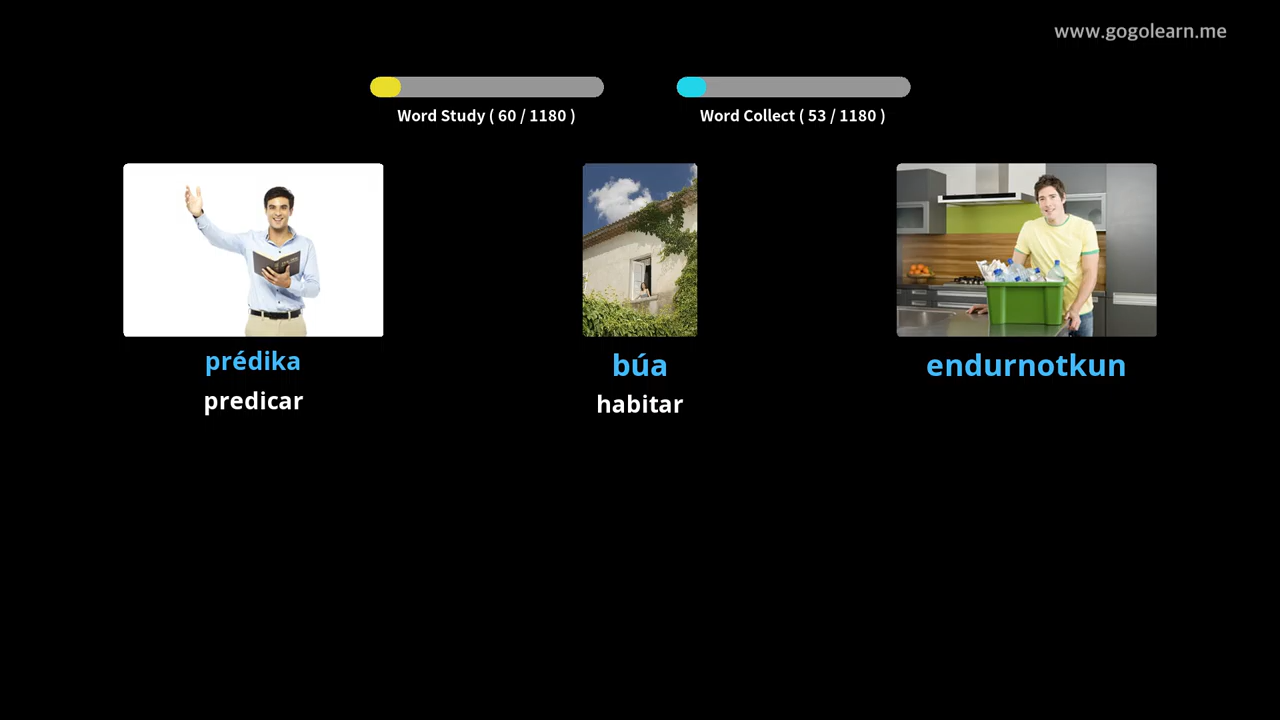 www.gogolearn.me
Word Study ( 60 / 1180 )
Word Collect ( 53 / 1180 )
prédika
predicar
búa
habitar
endurnotkun